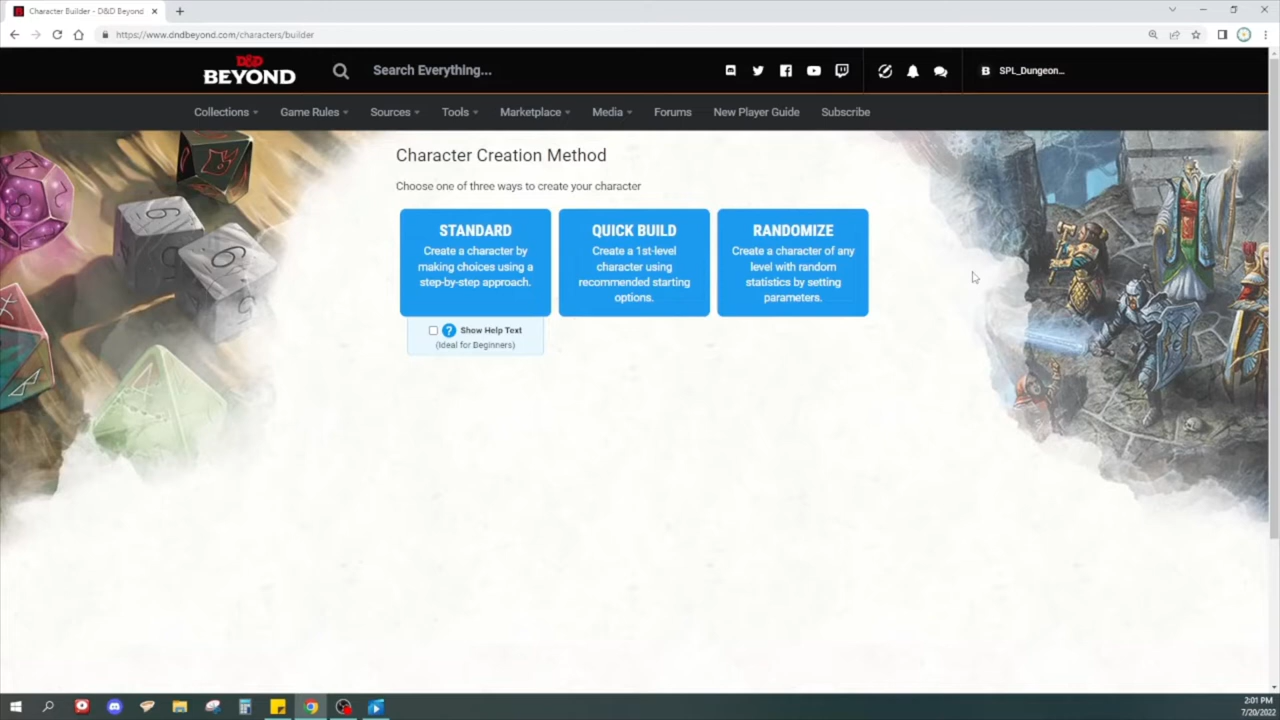 Character Builder - D&D Beyond
https://www.dndbeyond.com/characters/builder
D&D
BEYOND
Search Everything...
SPL_Dungeon...
Collections
Game Rules
Sources
Tools
Marketplace
Media
Forums
New Player Guide
Subscribe
Character Creation Method
Choose one of three ways to create your character
STANDARD
Create a character by
making choices using a
step-by-step approach.
? Show Help Text
(Ideal for Beginners)
QUICK BUILD
Create a 1st-level
character using
recommended starting
options.
RANDOMIZE
Create a character of any
level with random
statistics by setting
parameters.
2:01 PM
7/20/2022